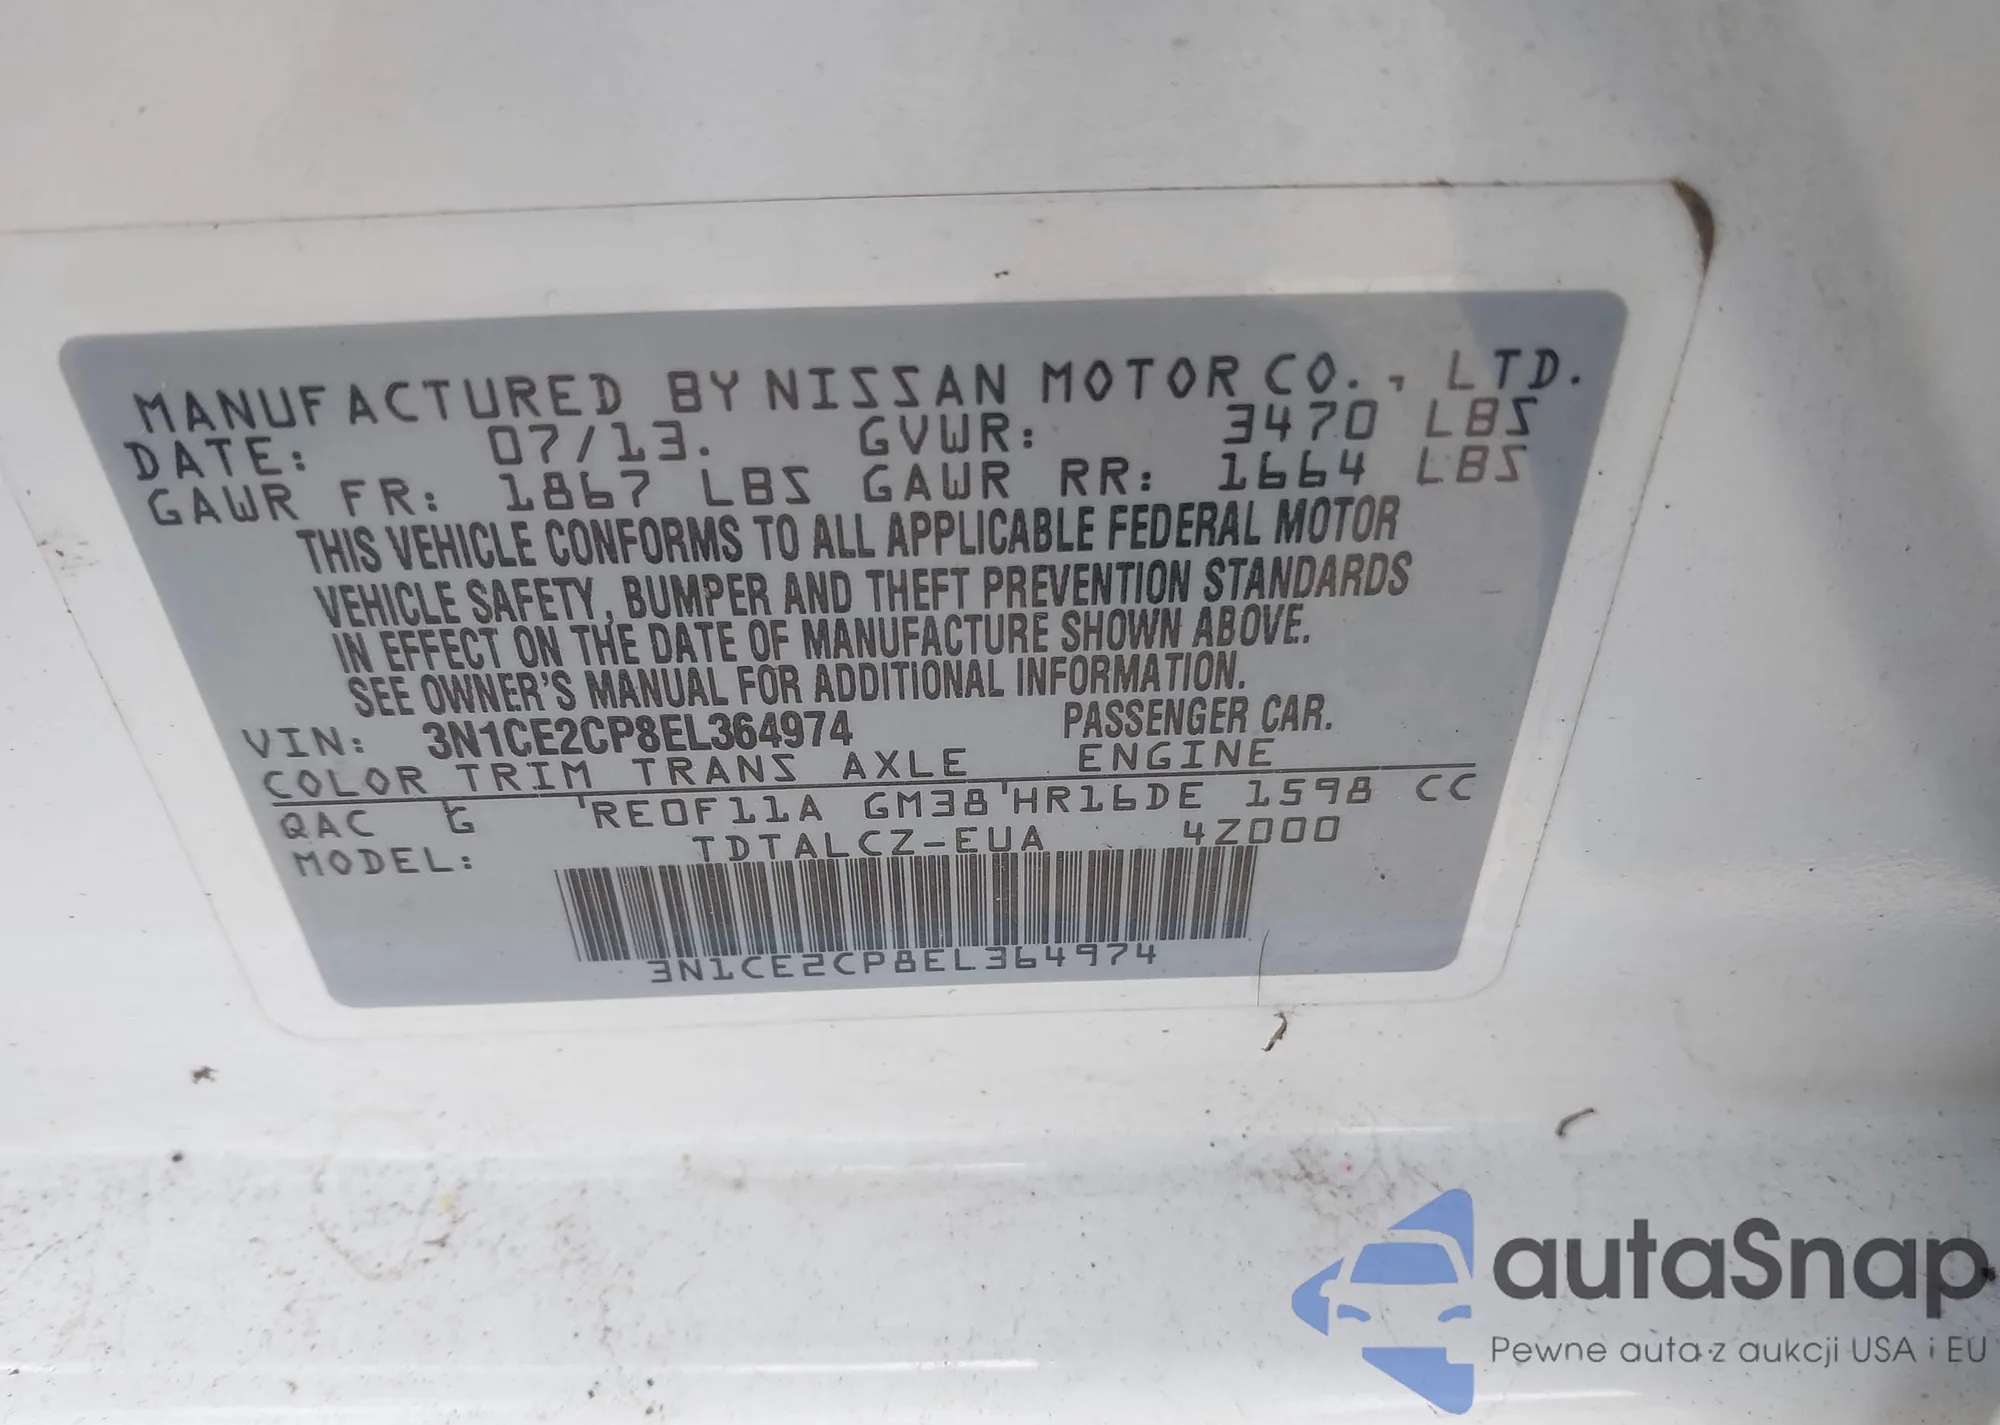 MANUFACTURED BY NISSAN MOTOR CO., LTD.
DATE: 07/13. GVWR: 3470 LBS
GAWR FR: 1867 LBS GAWR RR: 1664 LBS
THIS VEHICLE CONFORMS TO ALL APPLICABLE FEDERAL MOTOR
VEHICLE SAFETY, BUMPER AND THEFT PREVENTION STANDARDS
IN EFFECT ON THE DATE OF MANUFACTURE SHOWN ABOVE.
SEE OWNER'S MANUAL FOR ADDITIONAL INFORMATION.
VIN: 3N1CE2CP8EL364974 PASSENGER CAR.
COLOR TRIM TRANS AXLE ENGINE
QAC G 'RE0F11A GM38'HR16DE 1598 CC
MODEL: TDTALCZ-EUA 4Z000
3N1CE2CP8EL364974
autaSnap
Pewne auta z aukcji USA i EU